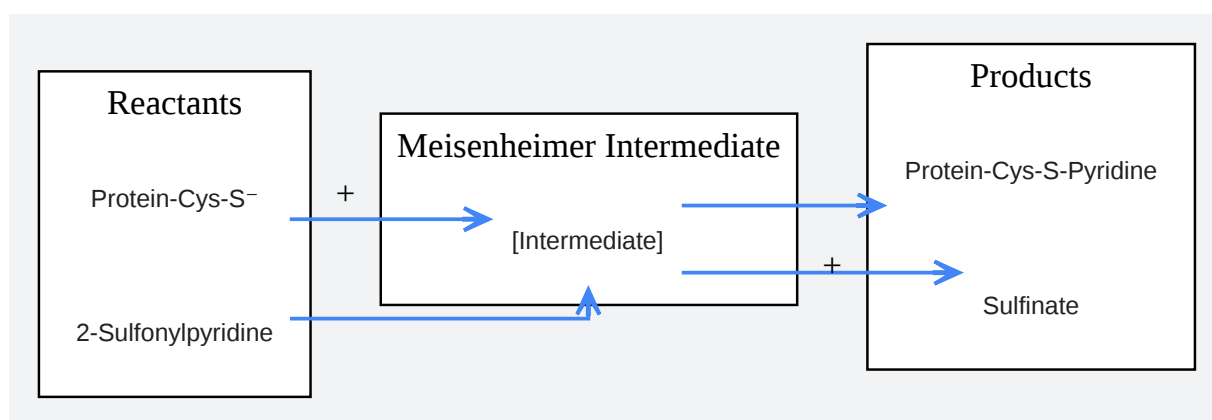 Reactants
Protein-Cys-S⁻
2-Sulfonylpyridine
+
Meisenheimer Intermediate
[Intermediate]
+
Products
Protein-Cys-S-Pyridine
Sulfinate